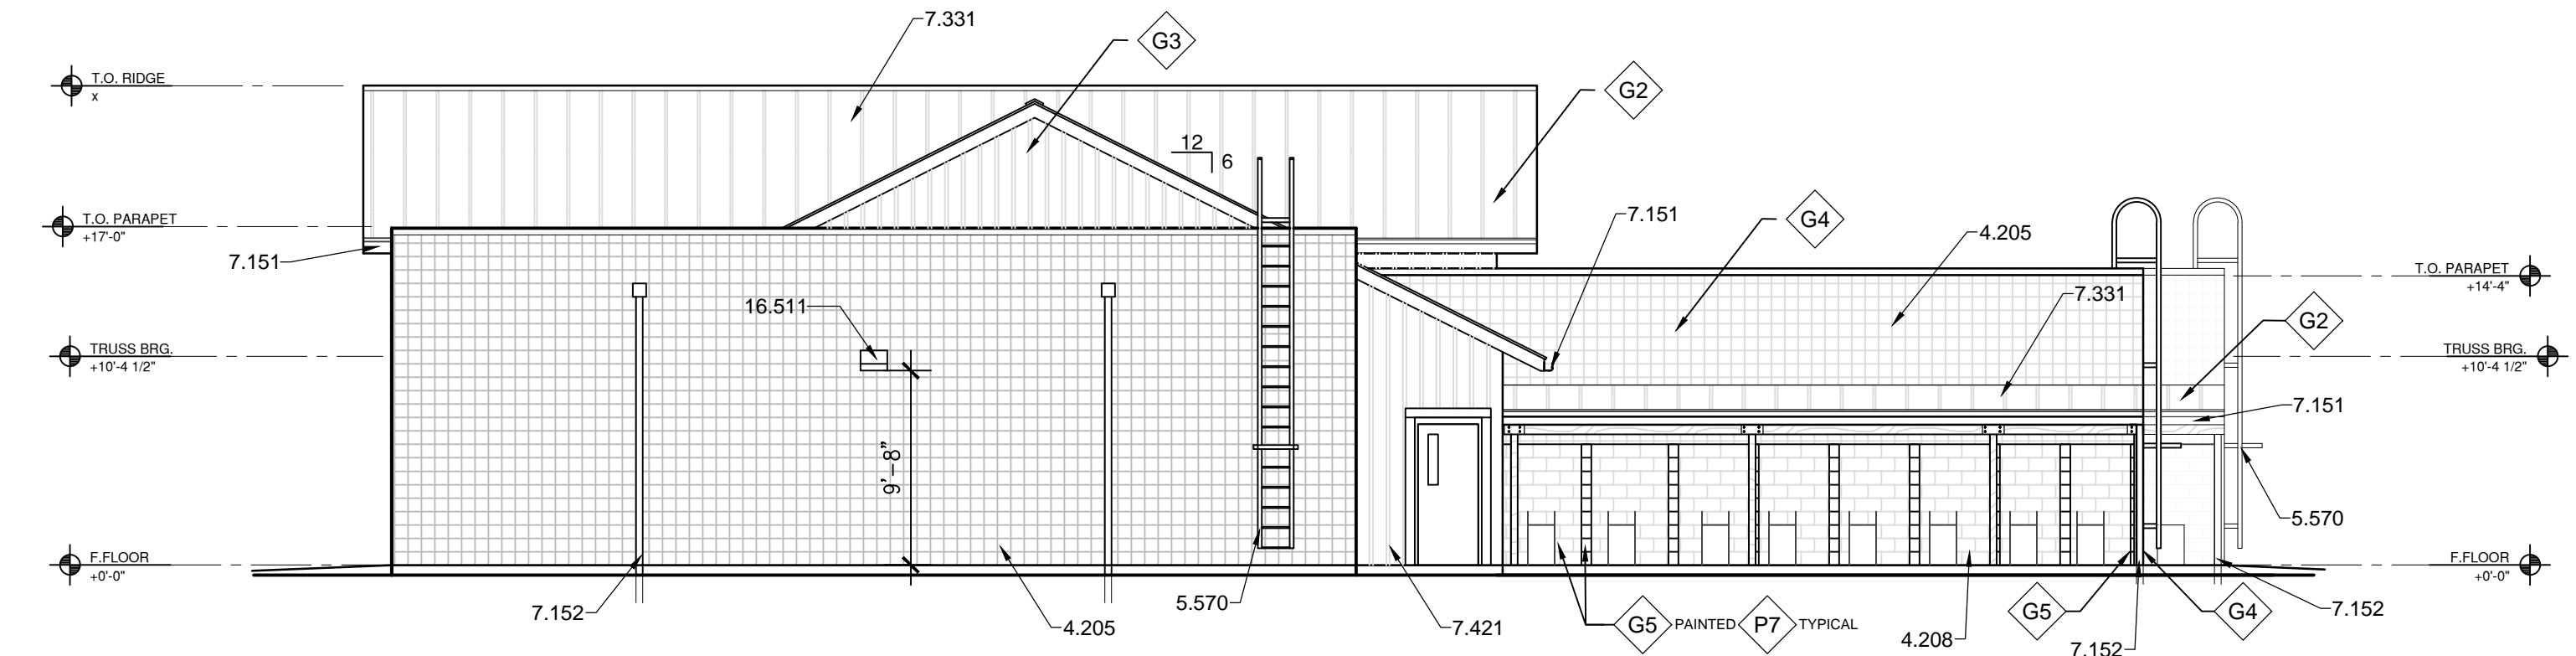 7.331
G3
T.O. RIDGE
x
G2
12
6
T.O. PARAPET
+17'-0"
7.151
G4
4.205
7.151
T.O. PARAPET
+14'-4"
16.511
7.331
G2
TRUSS BRG.
+10'-4 1/2"
TRUSS BRG.
+10'-4 1/2"
7.151
9'-8"
5.570
F.FLOOR
+0'-0"
F.FLOOR
+0'-0"
7.152
4.205
5.570
7.421
G5 PAINTED P7 TYPICAL
4.208
G5
7.152
G4
7.152